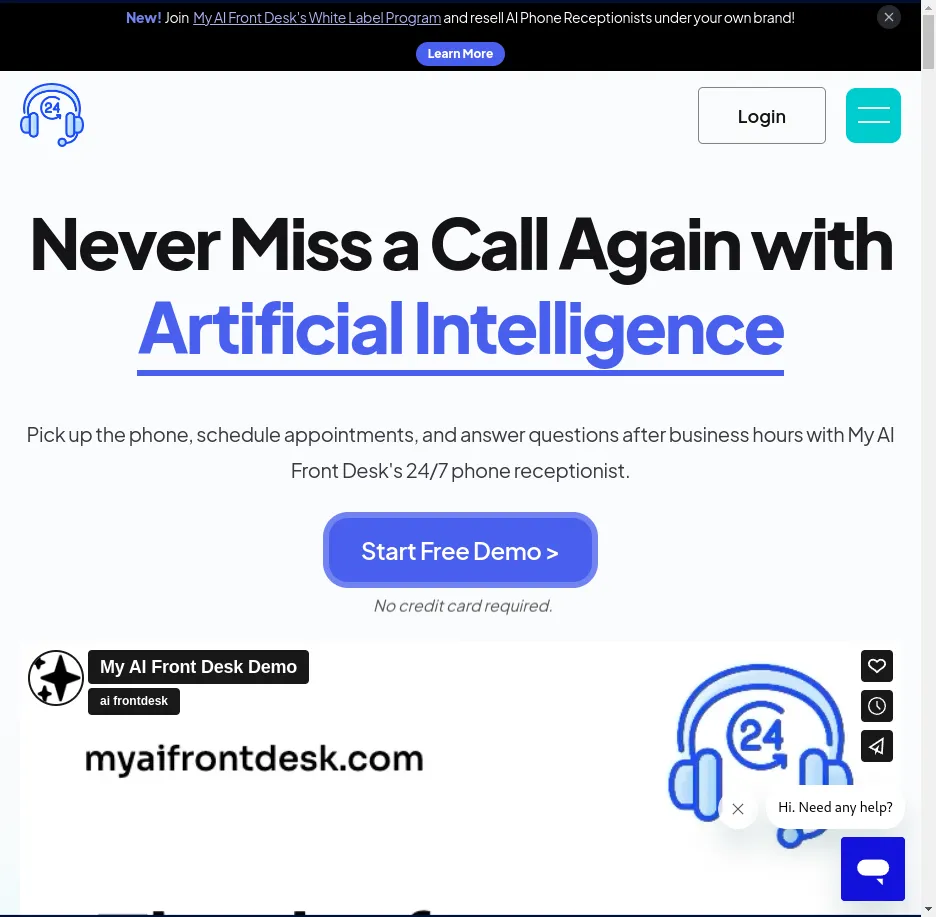 New! Join My AI Front Desk's White Label Program and resell AI Phone Receptionists under your own brand!
Learn More
24
Login
Never Miss a Call Again with
Artificial Intelligence
Pick up the phone, schedule appointments, and answer questions after business hours with My AI
Front Desk's 24/7 phone receptionist.
Start Free Demo >
No credit card required.
My AI Front Desk Demo
ai frontdesk
myaifrontdesk.com
24
Hi. Need any help?